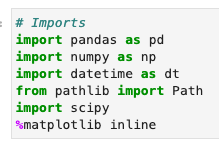 # Imports
import pandas as pd
import numpy as np
import datetime as dt
from pathlib import Path
import scipy
%matplotlib inline